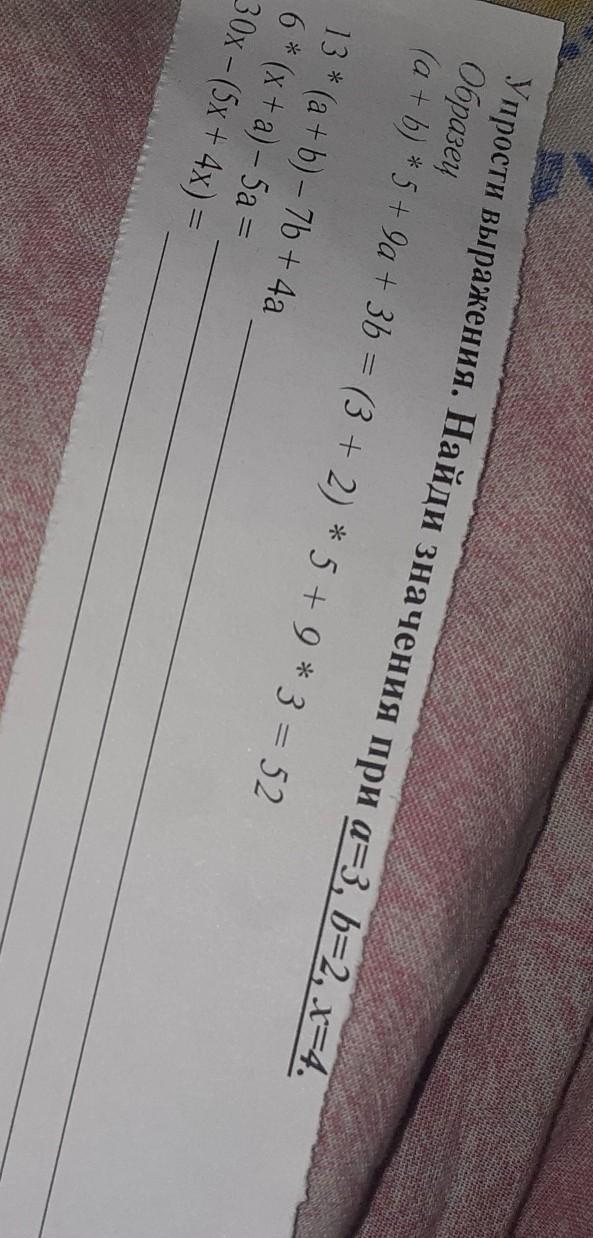 Упрости выражения. Найди значения при a=3, b=2, x=4.
Образец
(a + b) * 5 + 9a + 3b = (3 + 2) * 5 + 9 * 3 = 52
13 * (a + b) – 7b + 4a
6 * (x + a) – 5a =
30x – (5x + 4x) =